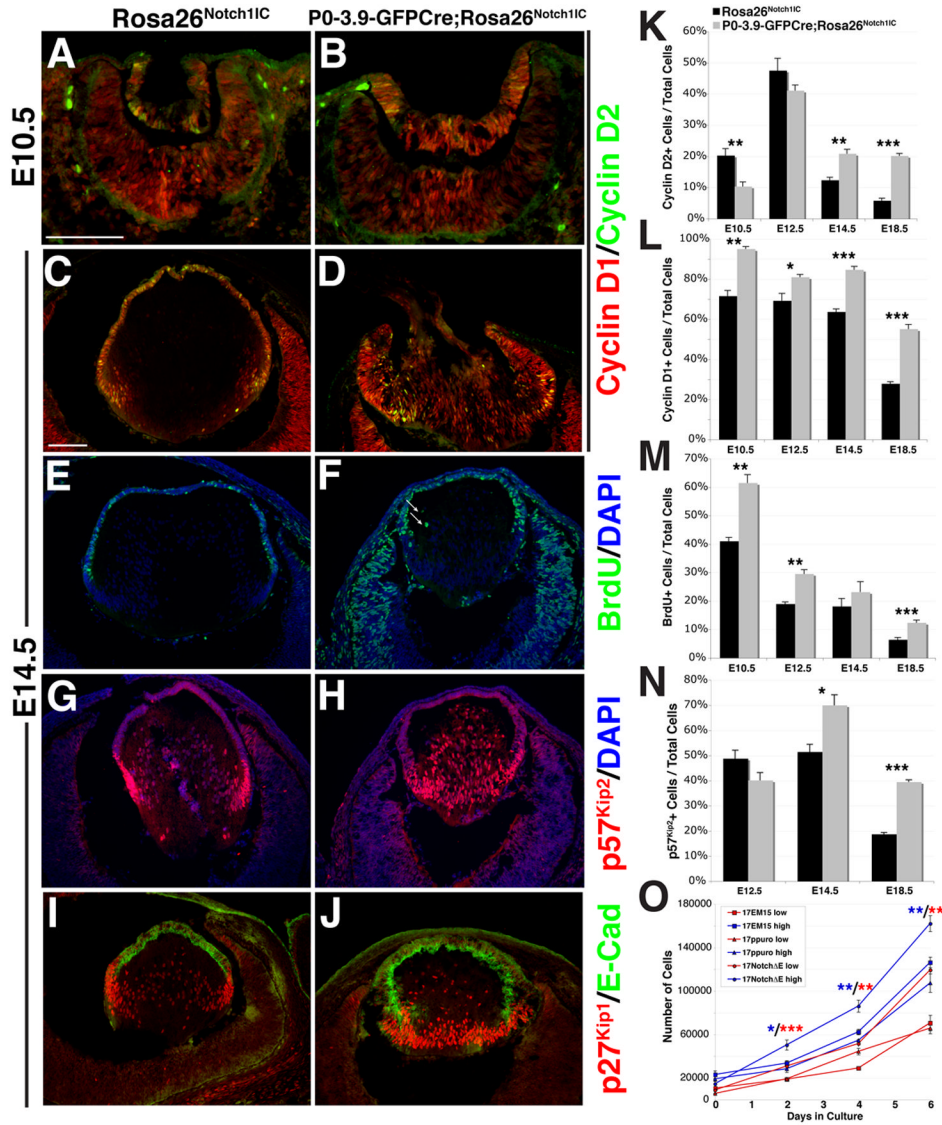 Rosa26Notch1IC
P0-3.9-GFPCre;Rosa26Notch1IC
E10.5
E14.5
A
B
C
D
E
F
G
H
I
J
Cyclin D1/Cyclin D2
BrdU/DAPI
p57Kip2/DAPI
p27Kip1/E-Cad
K
Rosa26Notch1IC
P0-3.9-GFPCre;Rosa26Notch1IC
Cyclin D2+ Cells / Total Cells
60%
50%
40%
30%
20%
10%
0%
** ** ***
E10.5 E12.5 E14.5 E18.5
L
Cyclin D1+ Cells / Total Cells
100%
80%
60%
40%
20%
0%
** * *** ***
E10.5 E12.5 E14.5 E18.5
M
BrdU+ Cells / Total Cells
70%
60%
50%
40%
30%
20%
10%
0%
** ** ***
E10.5 E12.5 E14.5 E18.5
N
p57Kip2+ Cells / Total Cells
80%
70%
60%
50%
40%
30%
20%
10%
0%
* ***
E12.5 E14.5 E18.5
O
Number of Cells
180000
140000
100000
60000
20000
17EM15 low
17EM15 high
17ppuro low
17ppuro high
17NotchΔE low
17NotchΔE high
*/***
**/**
**/**
0 1 2 3 4 5 6
Days in Culture